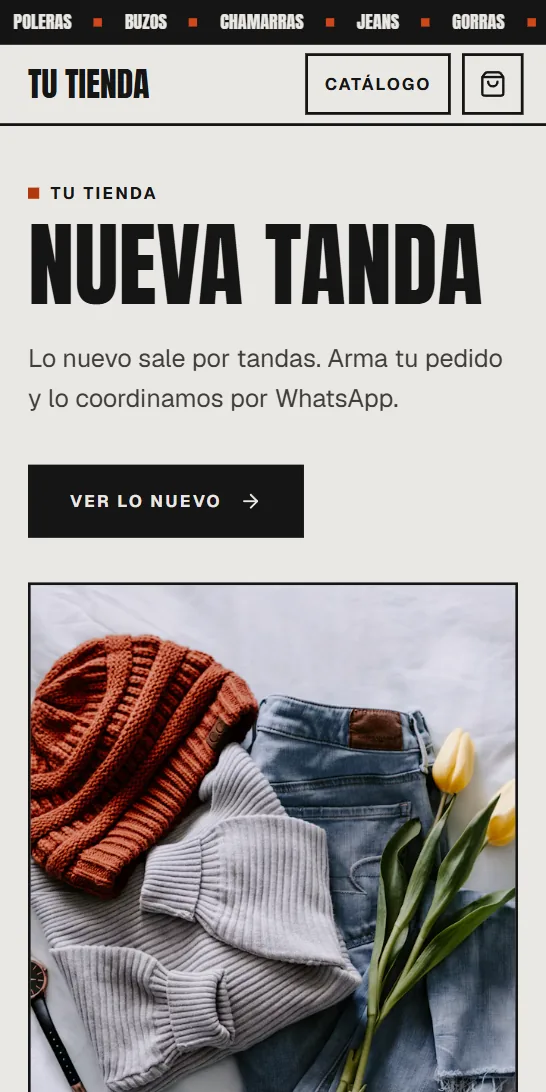 POLERAS BUZOS CHAMARRAS JEANS GORRAS
TU TIENDA
CATÁLOGO
TU TIENDA
NUEVA TANDA
Lo nuevo sale por tandas. Arma tu pedido
y lo coordinamos por WhatsApp.
VER LO NUEVO